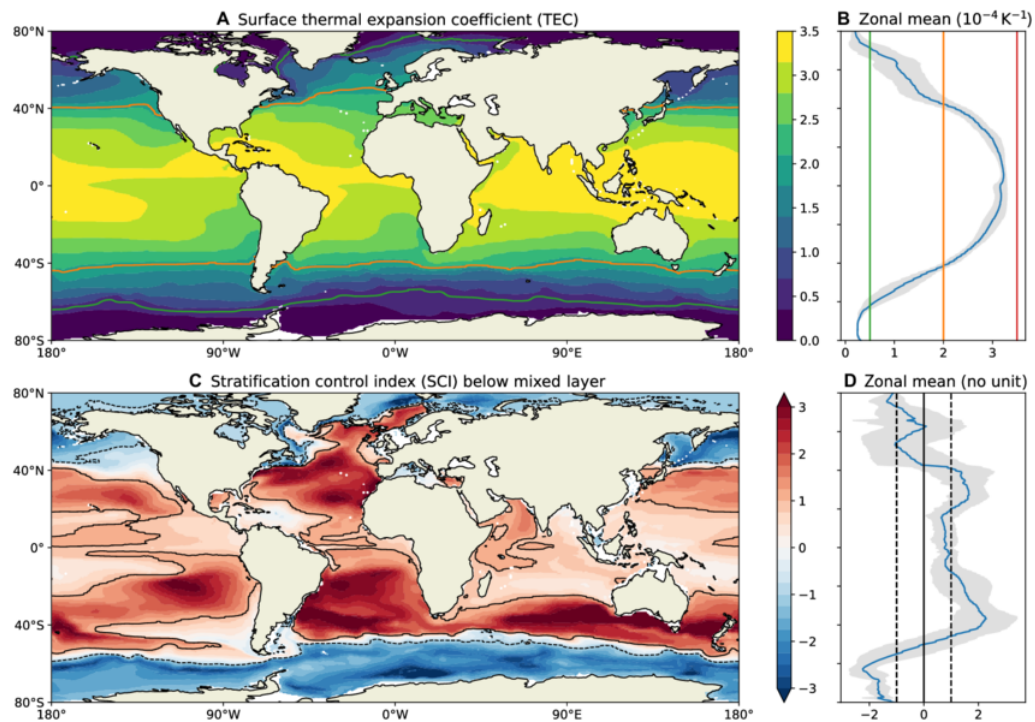 A Surface thermal expansion coefficient (TEC)
B Zonal mean (10⁻⁴ K⁻¹)
80°N
40°N
0°
40°S
80°S
180°
90°W
0°
90°E
180°
3.5
3.0
2.5
2.0
1.5
1.0
0.5
0.0
0
1
2
3
C Stratification control index (SCI) below mixed layer
D Zonal mean (no unit)
80°N
40°N
0°
40°S
80°S
180°
90°W
0°
90°E
180°
3
2
1
0
−1
−2
−3
−2
0
2